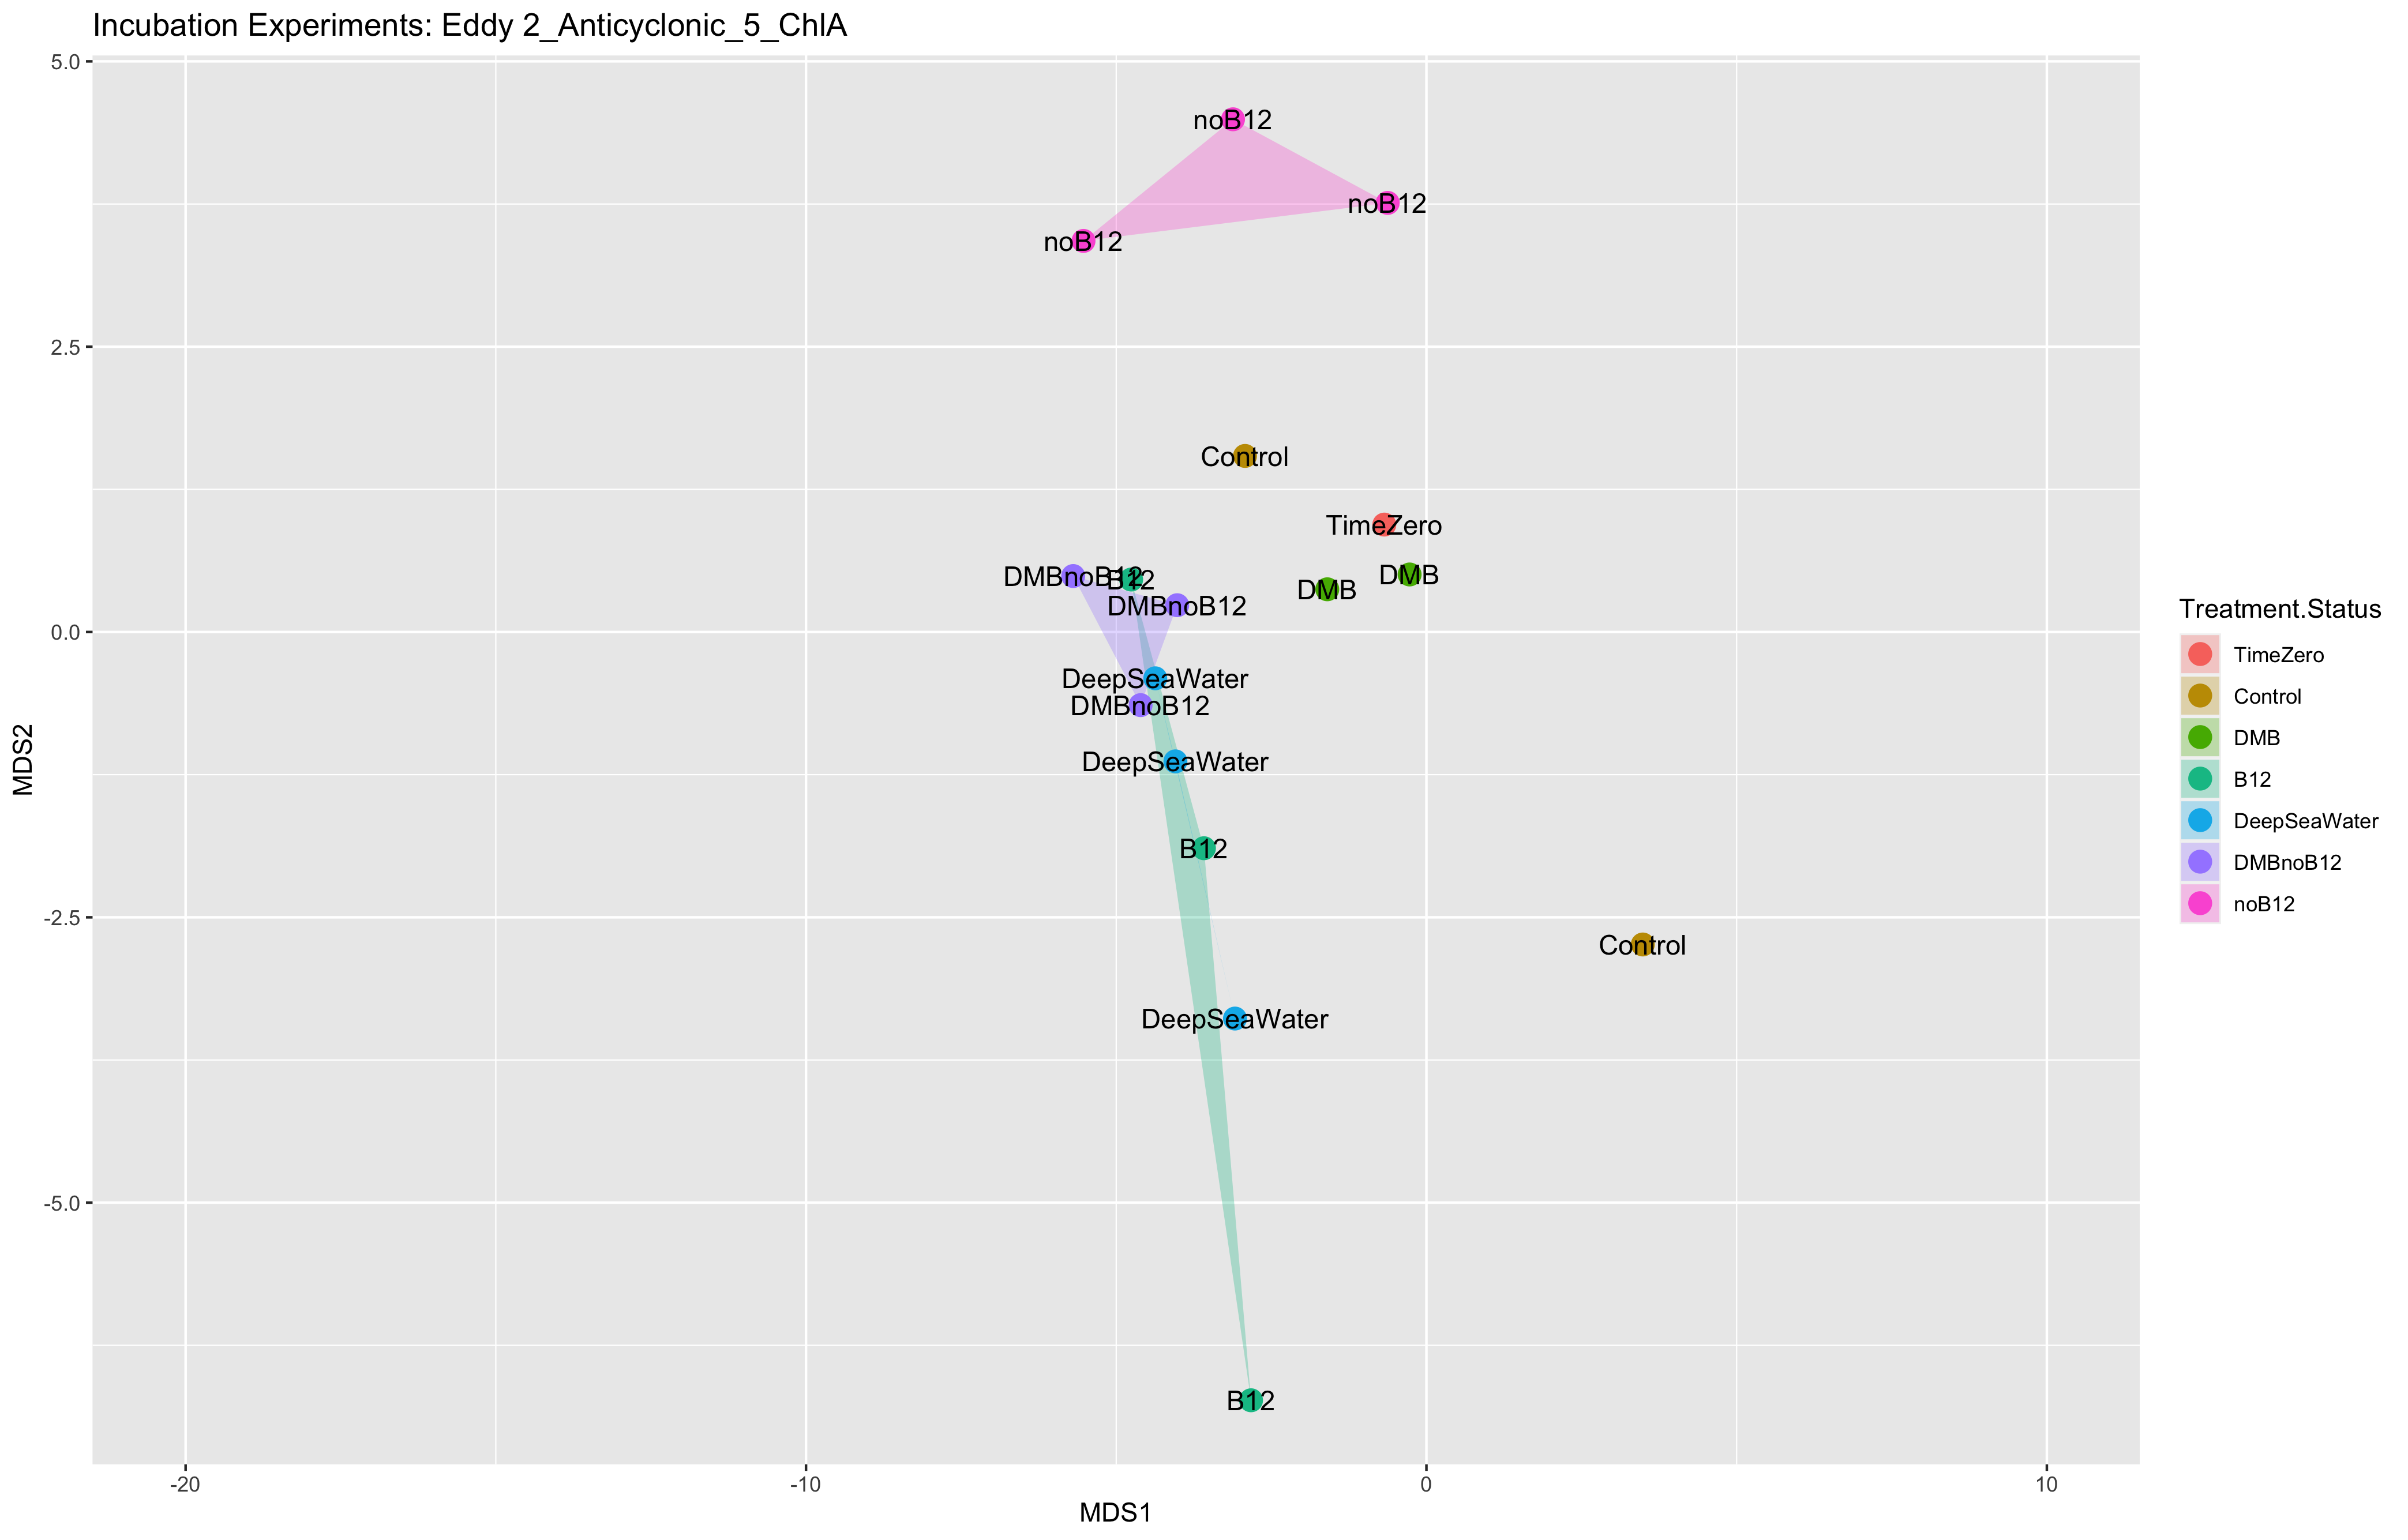 Incubation Experiments: Eddy 2_Anticyclonic_5_ChlA
5.0
2.5
0.0
-2.5
-5.0
MDS2
noB12
noB12
noB12
Control
TimeZero
DMB
DMB
DMBnoB12
B12
DMBnoB12
DeepSeaWater
DMBnoB12
DeepSeaWater
B12
Control
DeepSeaWater
B12
-20
-10
0
10
MDS1
Treatment.Status
TimeZero
Control
DMB
B12
DeepSeaWater
DMBnoB12
noB12